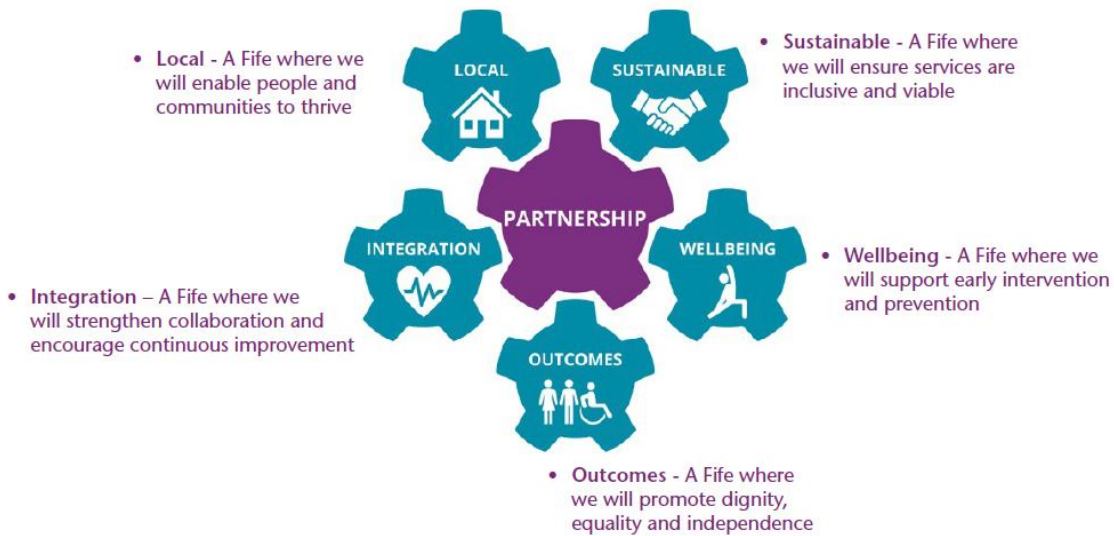 • Local - A Fife where we
will enable people and
communities to thrive
LOCAL
SUSTAINABLE
• Sustainable - A Fife where
we will ensure services are
inclusive and viable
PARTNERSHIP
INTEGRATION
WELLBEING
• Integration – A Fife where we
will strengthen collaboration and
encourage continuous improvement
• Wellbeing - A Fife where we
will support early intervention
and prevention
OUTCOMES
• Outcomes - A Fife where
we will promote dignity,
equality and independence